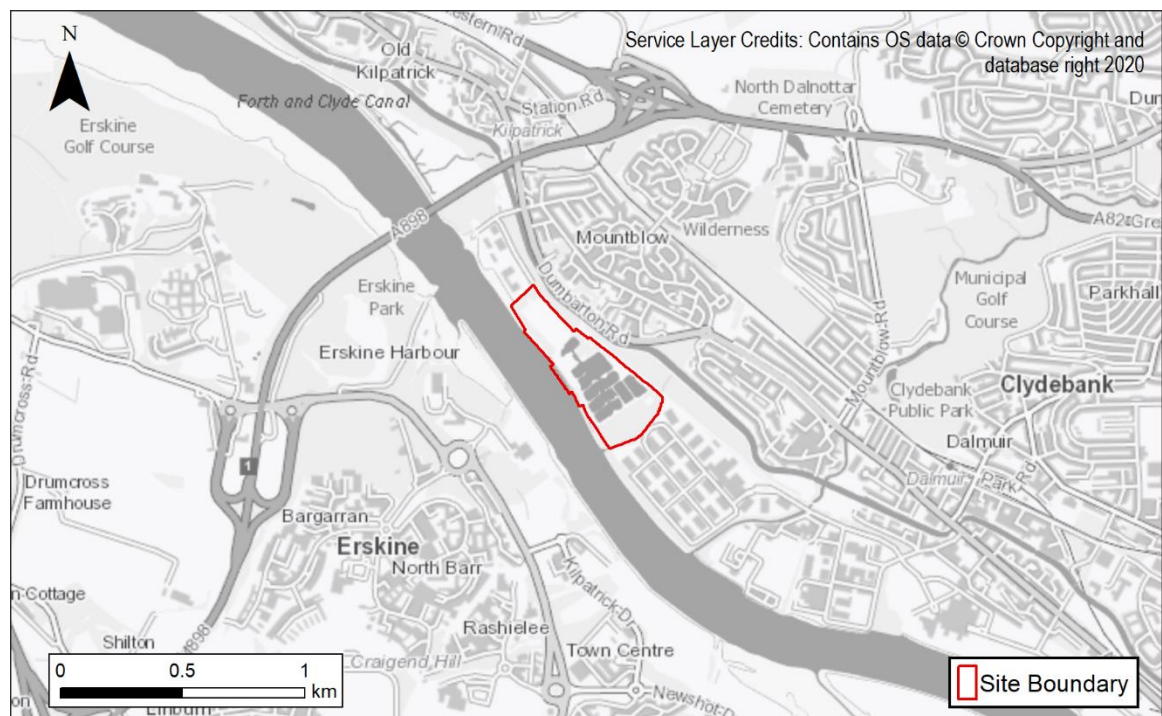 N
Service Layer Credits: Contains OS data © Crown Copyright and
database right 2020
Old
Kilpatrick
Station Rd
Forth and Clyde Canal
Kilpatrick
North Dalnottar
Cemetery
Erskine
Golf Course
A898
Mountblow
Wilderness
A82
Municipal
Golf
Course
Parkhall
Erskine
Park
Dumbarton Rd
Mountblow Rd
Erskine Harbour
Clydebank
Public Park
Clydebank
Drumcross Rd
Dalmuir
Dalmuir
Park Rd
1
Drumcross
Farmhouse
Bargarran
Erskine
North Barr
Kilpatrick Dr
Cottage
Shilton
Rashielee
Town Centre
Craigend Hill
0 0.5 1
km
Site Boundary